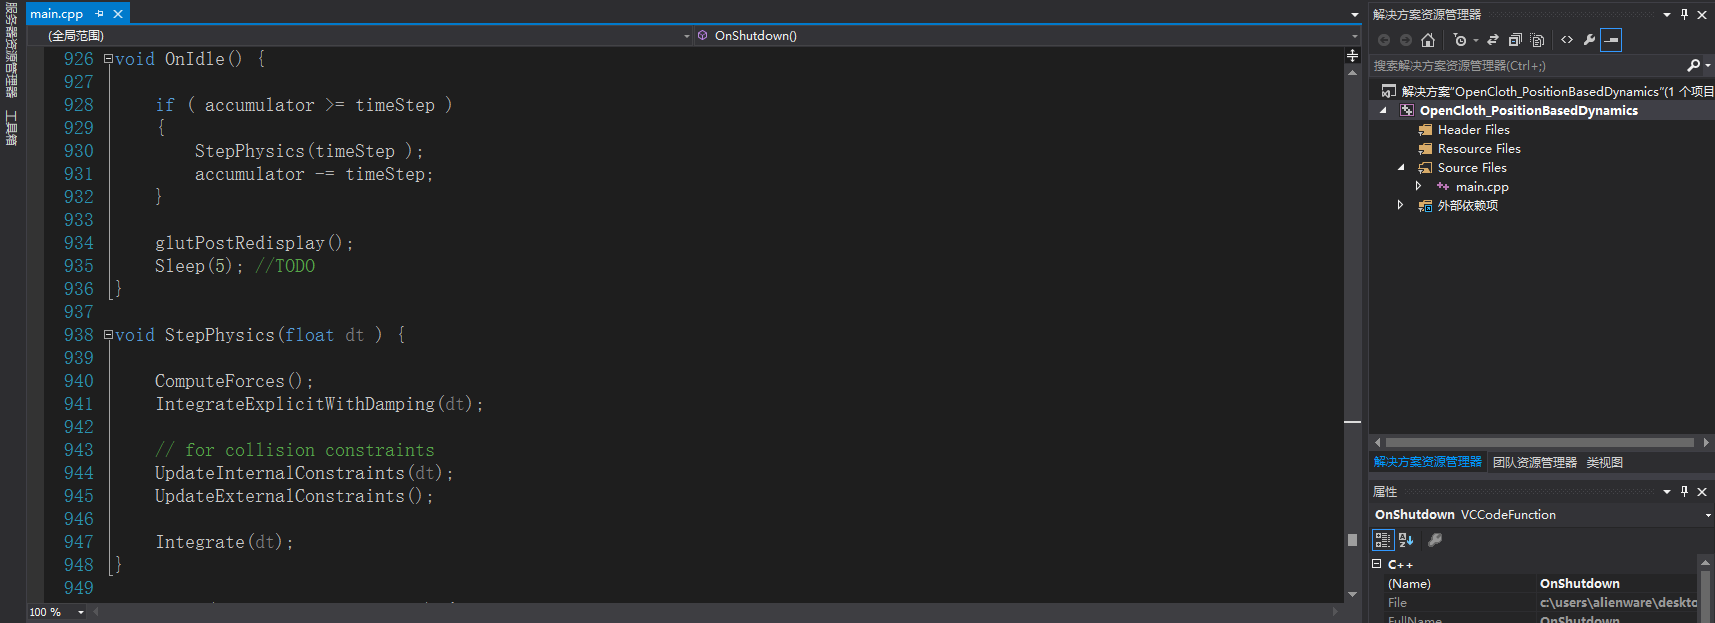 服务器资源管理器
工具箱
main.cpp
(全局范围)
OnShutdown()
926 void OnIdle() {
927
928 if ( accumulator >= timeStep )
929 {
930 StepPhysics(timeStep );
931 accumulator -= timeStep;
932 }
933
934 glutPostRedisplay();
935 Sleep(5); //TODO
936 }
937
938 void StepPhysics(float dt ) {
939
940 ComputeForces();
941 IntegrateExplicitWithDamping(dt);
942
943 // for collision constraints
944 UpdateInternalConstraints(dt);
945 UpdateExternalConstraints();
946
947 Integrate(dt);
948 }
949
100 %
解决方案资源管理器
搜索解决方案资源管理器(Ctrl+;)
解决方案"OpenCloth_PositionBasedDynamics"(1 个项目
OpenCloth_PositionBasedDynamics
Header Files
Resource Files
Source Files
main.cpp
外部依赖项
解决方案资源管理器 团队资源管理器 类视图
属性
OnShutdown VCCodeFunction
C++
(Name) OnShutdown
File c:\users\alienware\deskto
FullName OnShutdown